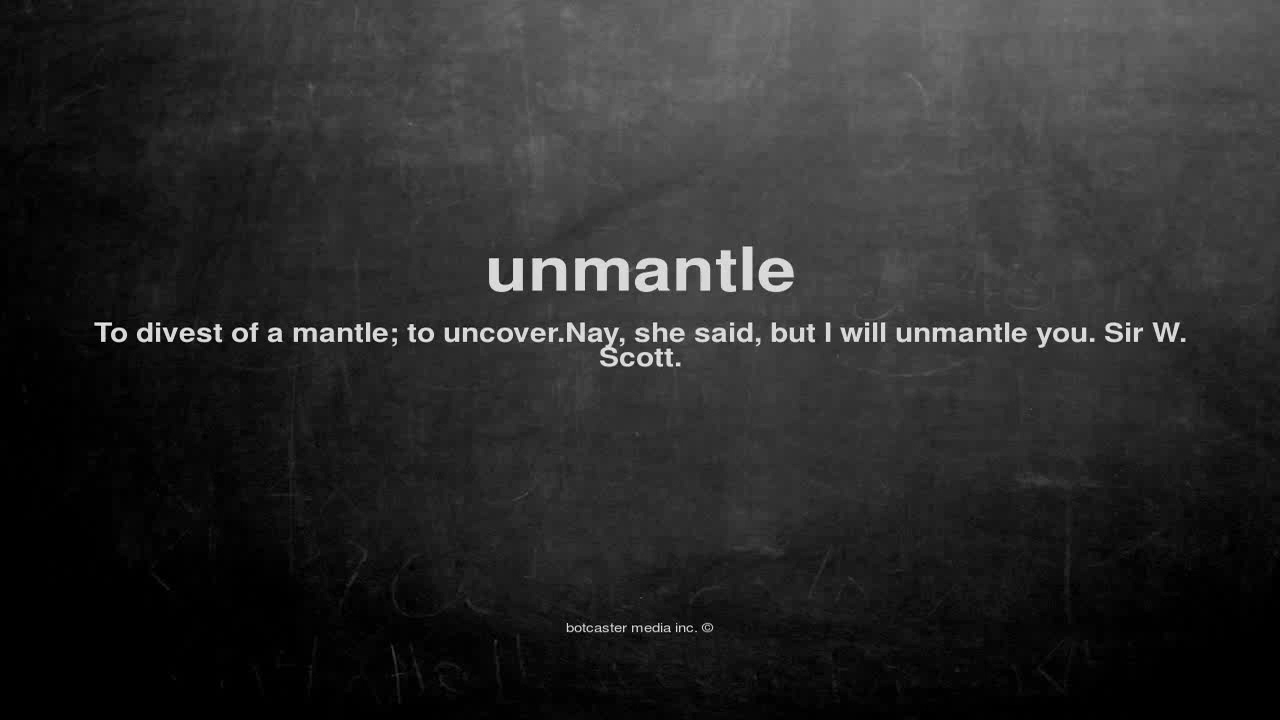 unmantle
To divest of a mantle; to uncover.Nay, she said, but I will unmantle you. Sir W.
Scott.
botcaster media inc. ©